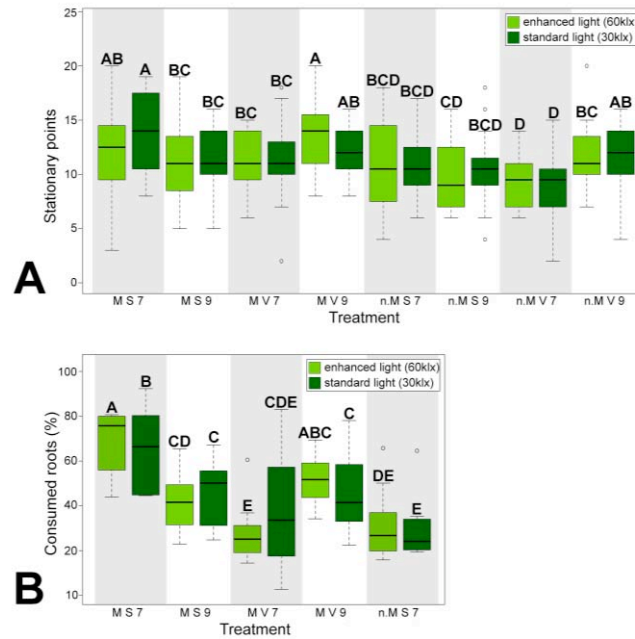 25
20
15
10
5
0
Stationary points
enhanced light (60klx)
standard light (30klx)
AB A BC BC BC BC A AB BCD BCD CD BCD D D BC AB
M S 7 M S 9 M V 7 M V 9 n.M S 7 n.M S 9 n.M V 7 n.M V 9
Treatment
A
100
80
60
40
20
10
Consumed roots (%)
enhanced light (60klx)
standard light (30klx)
A B CD C E CDE ABC C DE E
M S 7 M S 9 M V 7 M V 9 n.M S 7
Treatment
B